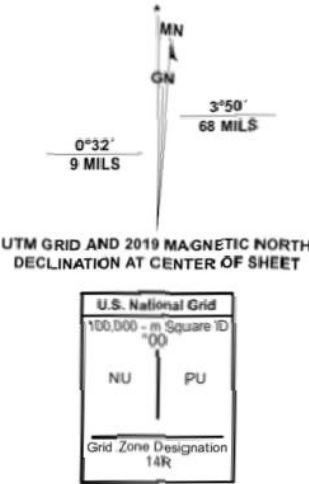 *
MN
GN
3°50´
68 MILS
0°32´
9 MILS
UTM GRID AND 2019 MAGNETIC NORTH
DECLINATION AT CENTER OF SHEET
U.S. National Grid
100,000 - m Square ID
NU PU
Grid Zone Designation
14R